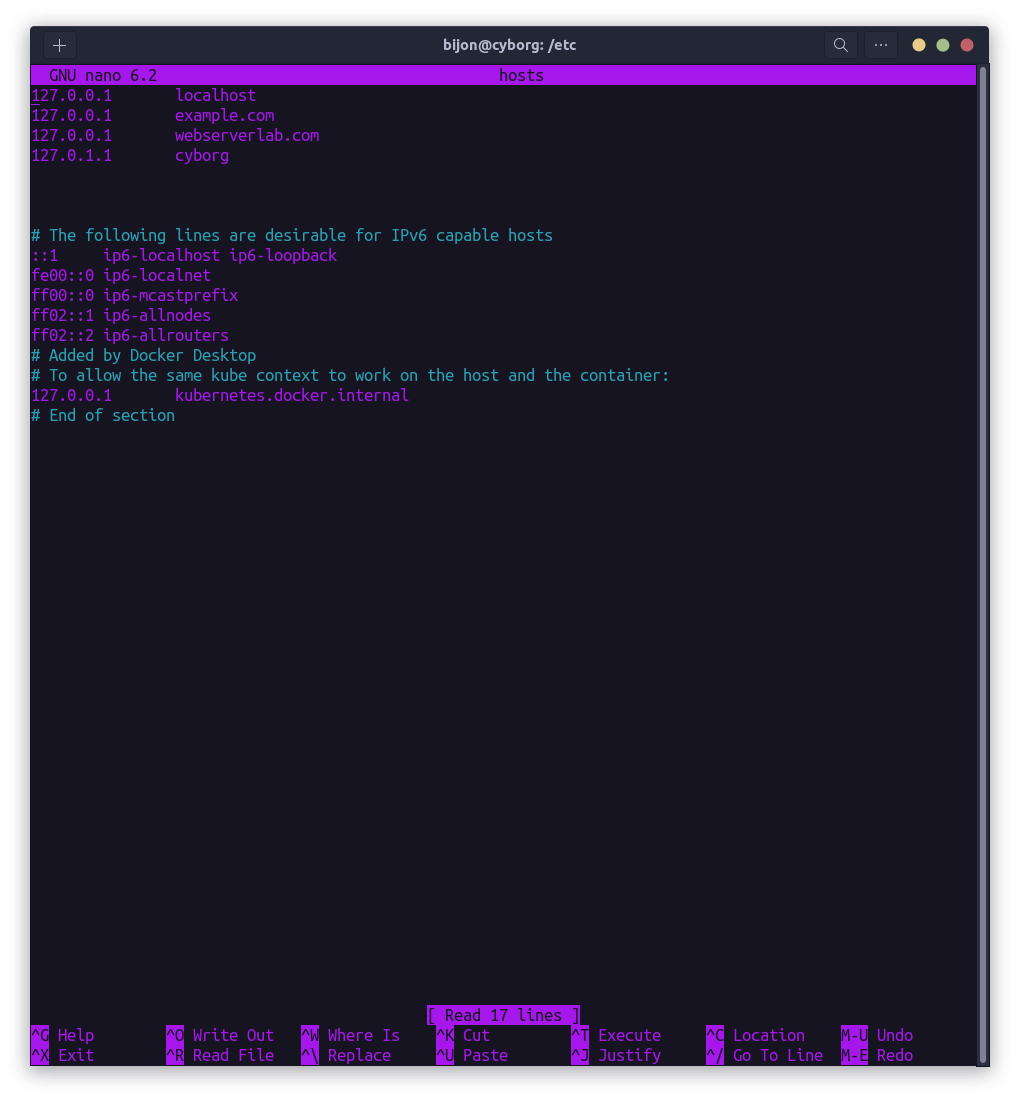 bijon@cyborg: /etc
GNU nano 6.2 hosts
127.0.0.1 localhost
127.0.0.1 example.com
127.0.0.1 webserverlab.com
127.0.1.1 cyborg
# The following lines are desirable for IPv6 capable hosts
::1 ip6-localhost ip6-loopback
fe00::0 ip6-localnet
ff00::0 ip6-mcastprefix
ff02::1 ip6-allnodes
ff02::2 ip6-allrouters
# Added by Docker Desktop
# To allow the same kube context to work on the host and the container:
127.0.0.1 kubernetes.docker.internal
# End of section
[ Read 17 lines ]
^G Help ^O Write Out ^W Where Is ^K Cut ^T Execute ^C Location M-U Undo
^X Exit ^R Read File ^\ Replace ^U Paste ^J Justify ^/ Go To Line M-E Redo